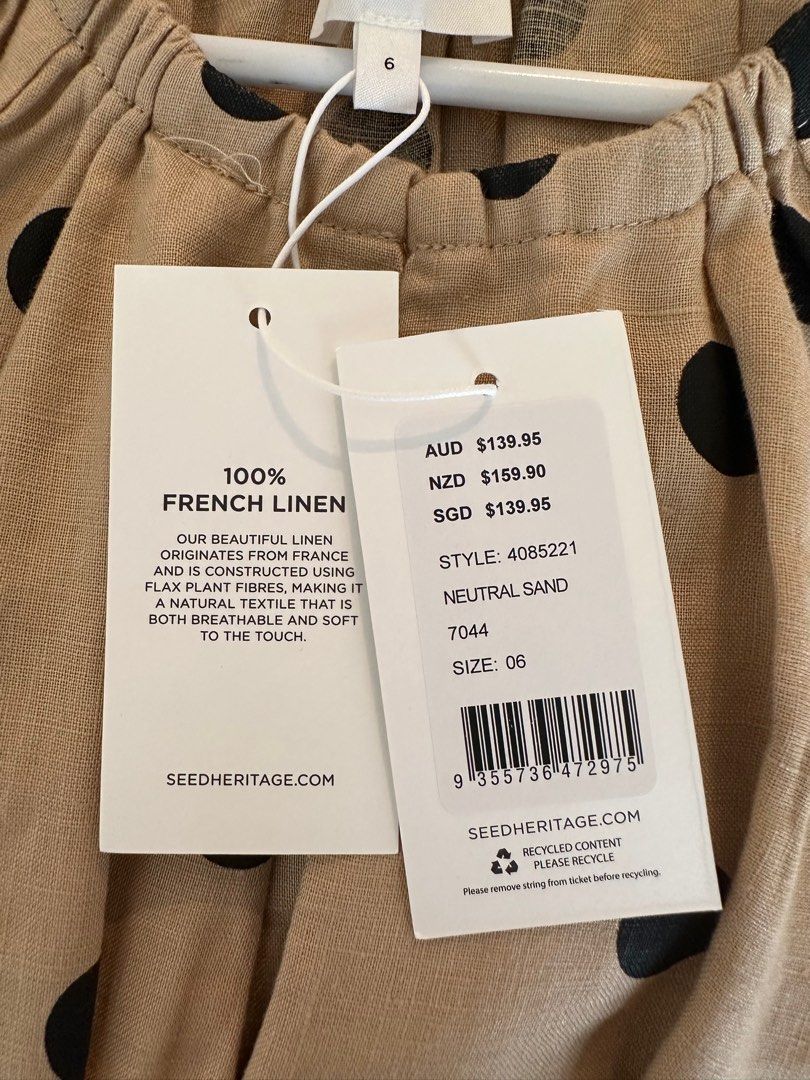 6
100%
FRENCH LINEN
OUR BEAUTIFUL LINEN
ORIGINATES FROM FRANCE
AND IS CONSTRUCTED USING
FLAX PLANT FIBRES, MAKING IT
A NATURAL TEXTILE THAT IS
BOTH BREATHABLE AND SOFT
TO THE TOUCH.
SEEDHERITAGE.COM
AUD $139.95
NZD $159.90
SGD $139.95
STYLE: 4085221
NEUTRAL SAND
7044
SIZE: 06
9 355736 472975
SEEDHERITAGE.COM
RECYCLED CONTENT
PLEASE RECYCLE
Please remove string from ticket before recycling.